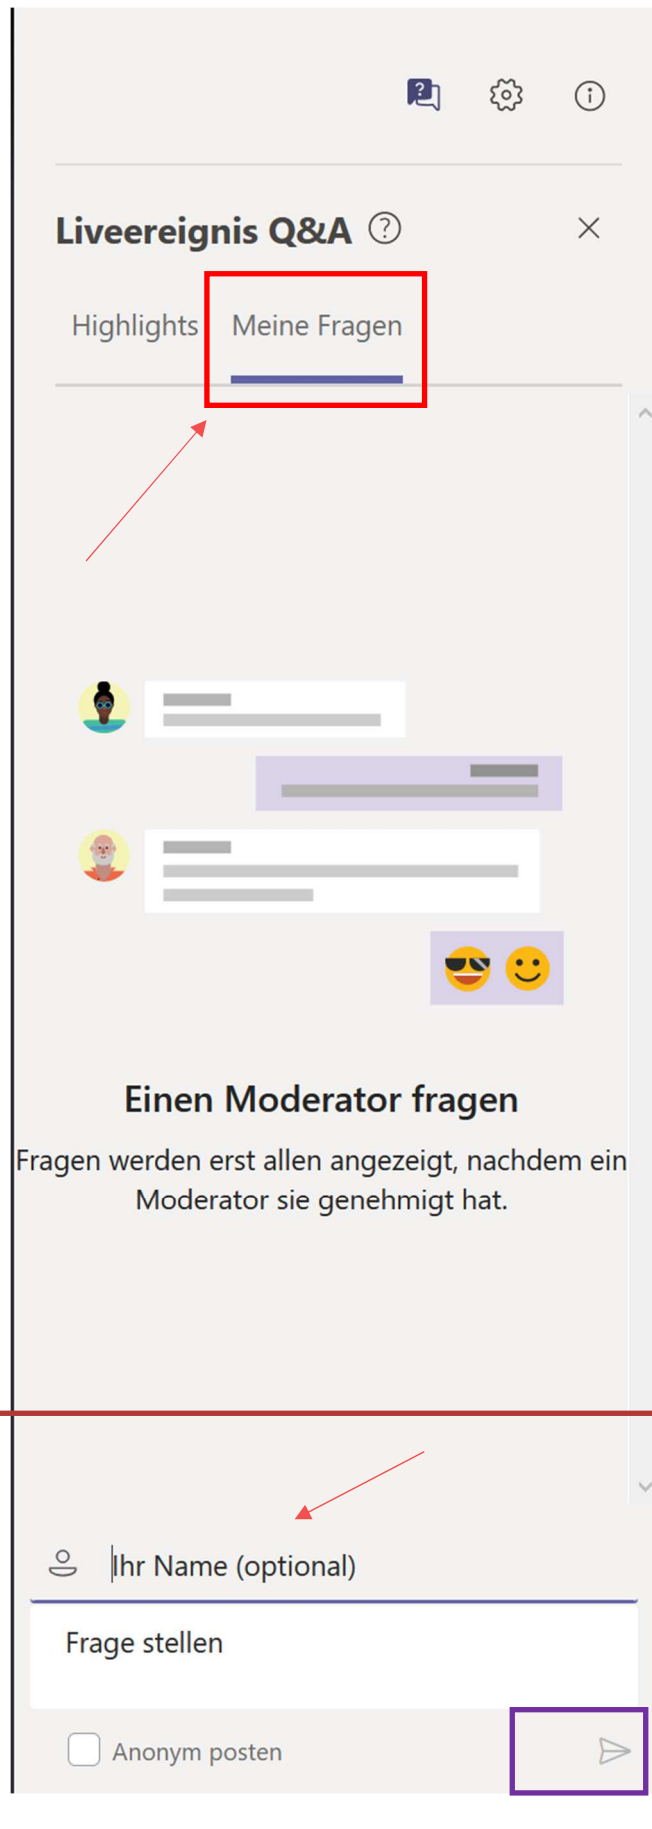 Liveereignis Q&A
Highlights Meine Fragen
Einen Moderator fragen
Fragen werden erst allen angezeigt, nachdem ein
Moderator sie genehmigt hat.
Ihr Name (optional)
Frage stellen
Anonym posten